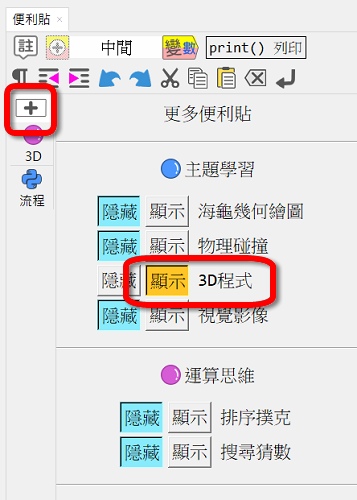 便利貼 ×
註 中間 變數 print() 列印
更多便利貼
3D
流程
主題學習
隱藏 顯示 海龜幾何繪圖
隱藏 顯示 物理碰撞
隱藏 顯示 3D程式
隱藏 顯示 視覺影像
運算思維
隱藏 顯示 排序撲克
隱藏 顯示 搜尋猜數